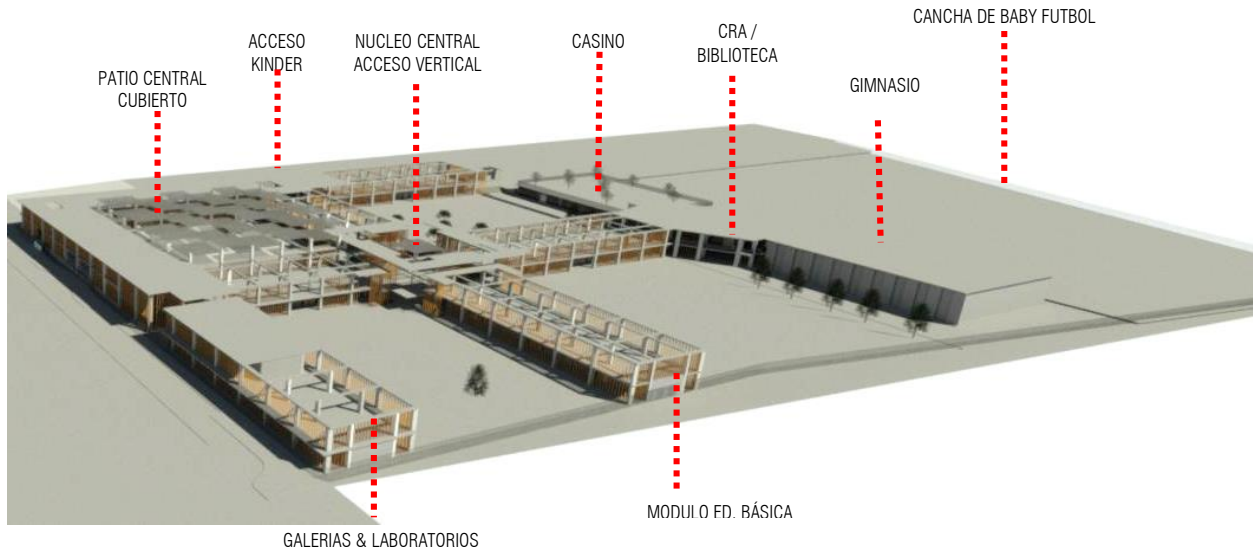 CANCHA DE BABY FUTBOL
ACCESO
KINDER
NUCLEO CENTRAL
ACCESO VERTICAL
CASINO
CRA /
BIBLIOTECA
PATIO CENTRAL
CUBIERTO
GIMNASIO
MODULO ED. BÁSICA
GALERIAS & LABORATORIOS